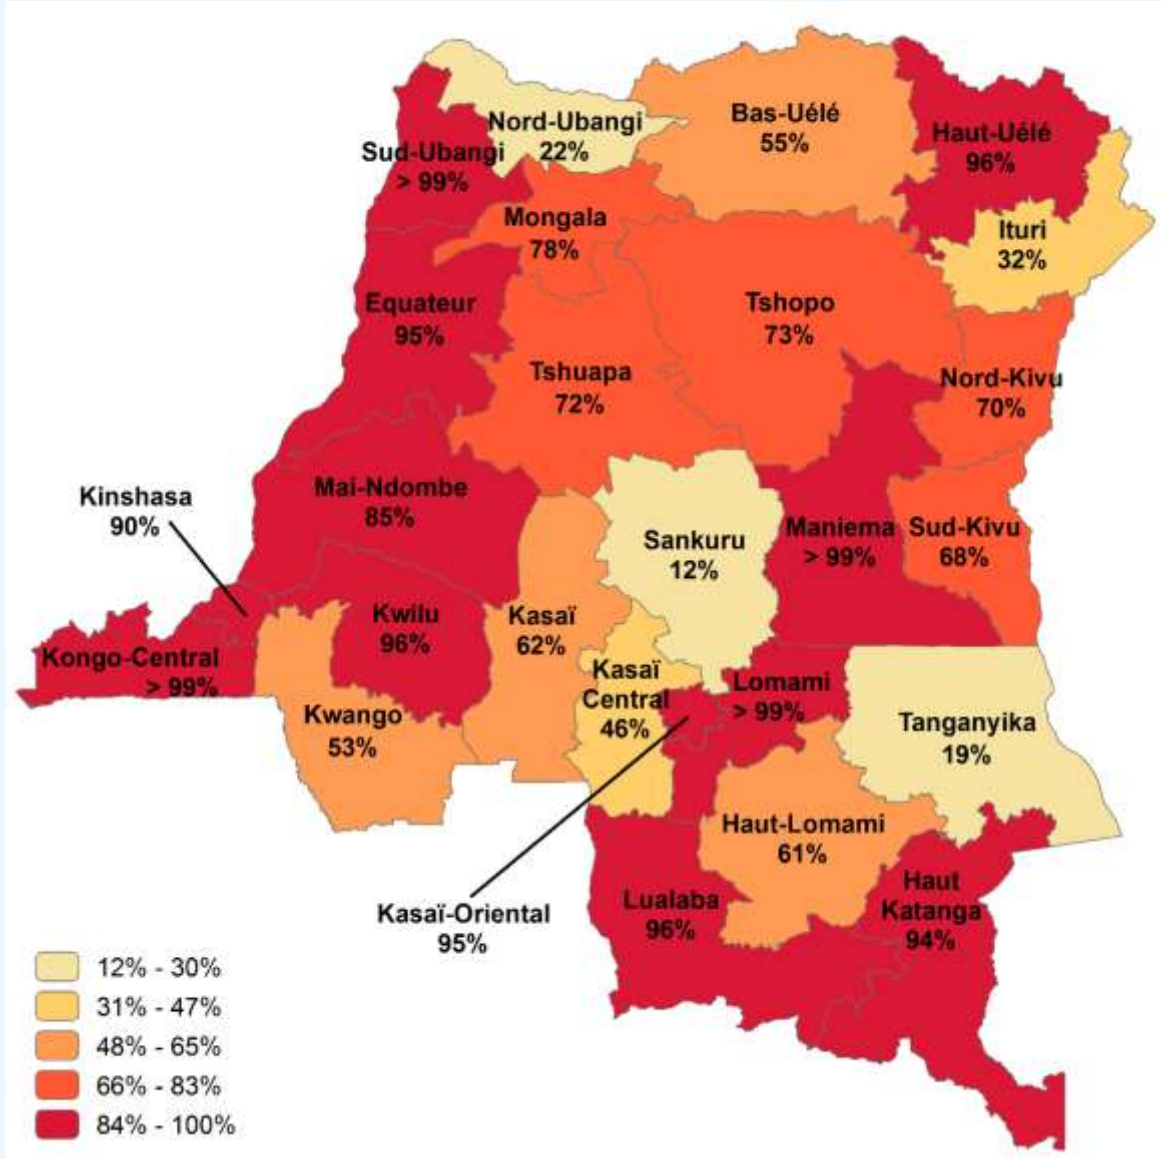 Bas-Uélé
55%
Nord-Ubangi
22%
Haut-Uélé
96%
Sud-Ubangi
> 99%
Mongala
78%
Ituri
32%
Equateur
95%
Tshopo
73%
Tshuapa
72%
Nord-Kivu
70%
Mai-Ndombe
85%
Kinshasa
90%
Sankuru
12%
Maniema
> 99%
Sud-Kivu
68%
Kwilu
96%
Kasaï
62%
Kongo-Central
> 99%
Kasaï
Central
46%
Lomami
> 99%
Kwango
53%
Tanganyika
19%
Haut-Lomami
61%
Lualaba
96%
Haut
Katanga
94%
Kasaï-Oriental
95%
12% - 30%
31% - 47%
48% - 65%
66% - 83%
84% - 100%